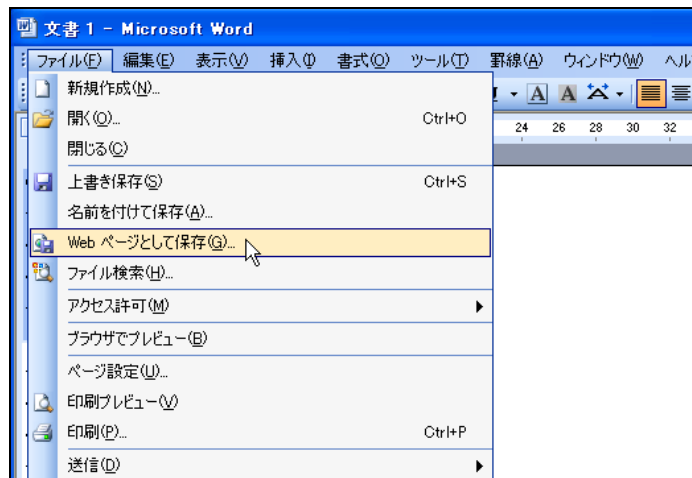 文書 1 - Microsoft Word
ファイル(F) 編集(E) 表示(V) 挿入(I) 書式(O) ツール(T) 罫線(A) ウィンドウ(W) ヘル
新規作成(N)...
A A
開く(O)... Ctrl+O
24 26 28 30 32
閉じる(C)
上書き保存(S) Ctrl+S
名前を付けて保存(A)...
Web ページとして保存(G)...
ファイル検索(H)...
アクセス許可(M)
ブラウザでプレビュー(B)
ページ設定(U)...
印刷プレビュー(V)
印刷(P)... Ctrl+P
送信(D)